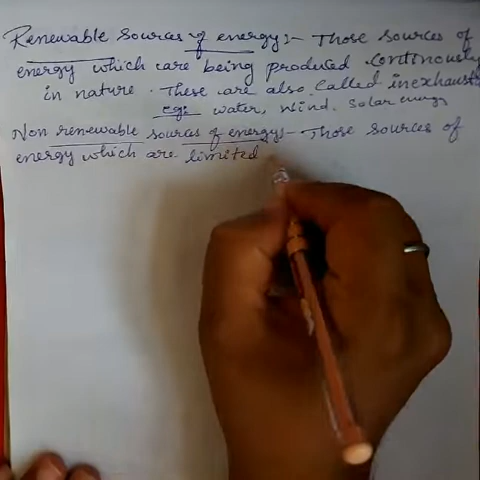 Renewable Sources of energy:- Those sources of
energy which are being produced continously
in nature. These are also called inexhaust
eg:- water, wind, solar energy
Non renewable sources of energy:- Those sources of
energy which are limited